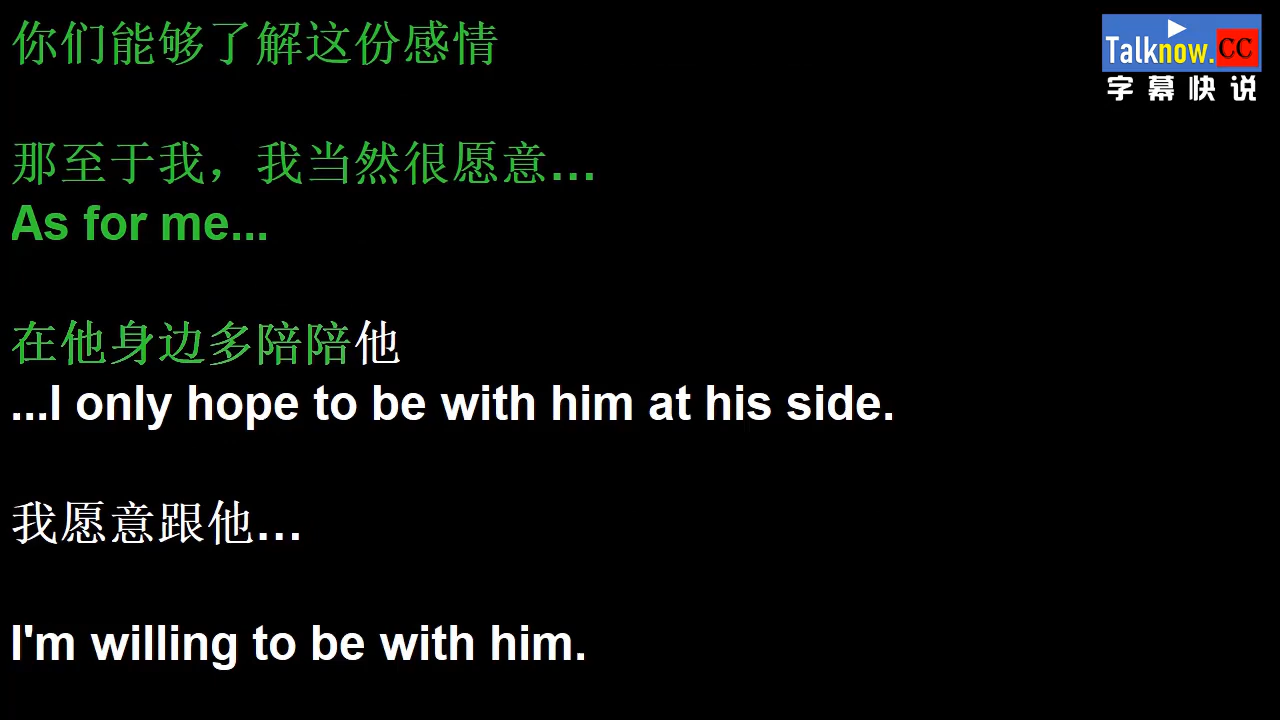 你们能够了解这份感情
Talknow.CC
字幕快说
那至于我，我当然很愿意…
As for me...
在他身边多陪陪他
...I only hope to be with him at his side.
我愿意跟他…
I'm willing to be with him.